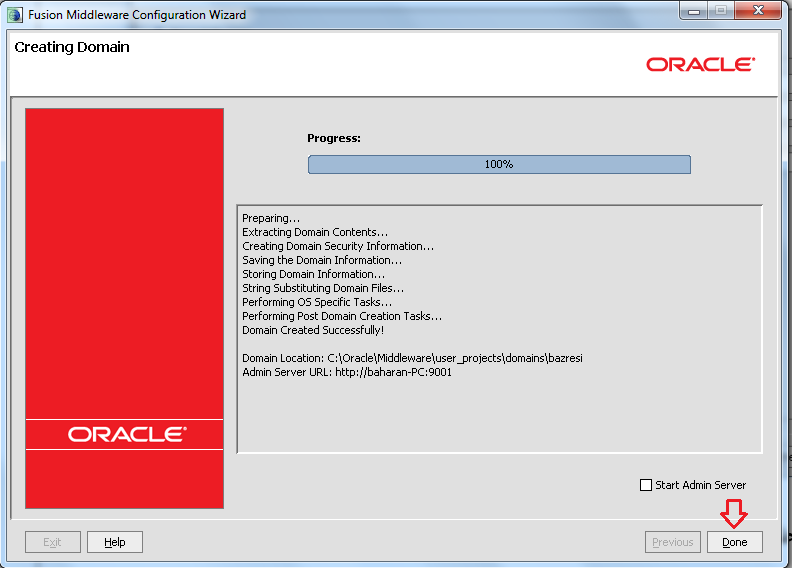 Fusion Middleware Configuration Wizard
Creating Domain
ORACLE®
Progress:
100%
Preparing...
Extracting Domain Contents...
Creating Domain Security Information...
Saving the Domain Information...
Storing Domain Information...
String Substituting Domain Files...
Performing OS Specific Tasks...
Performing Post Domain Creation Tasks...
Domain Created Successfully!
Domain Location: C:\Oracle\Middleware\user_projects\domains\bazresi
Admin Server URL: http://baharan-PC:9001
ORACLE®
Start Admin Server
Exit
Help
Previous
Done